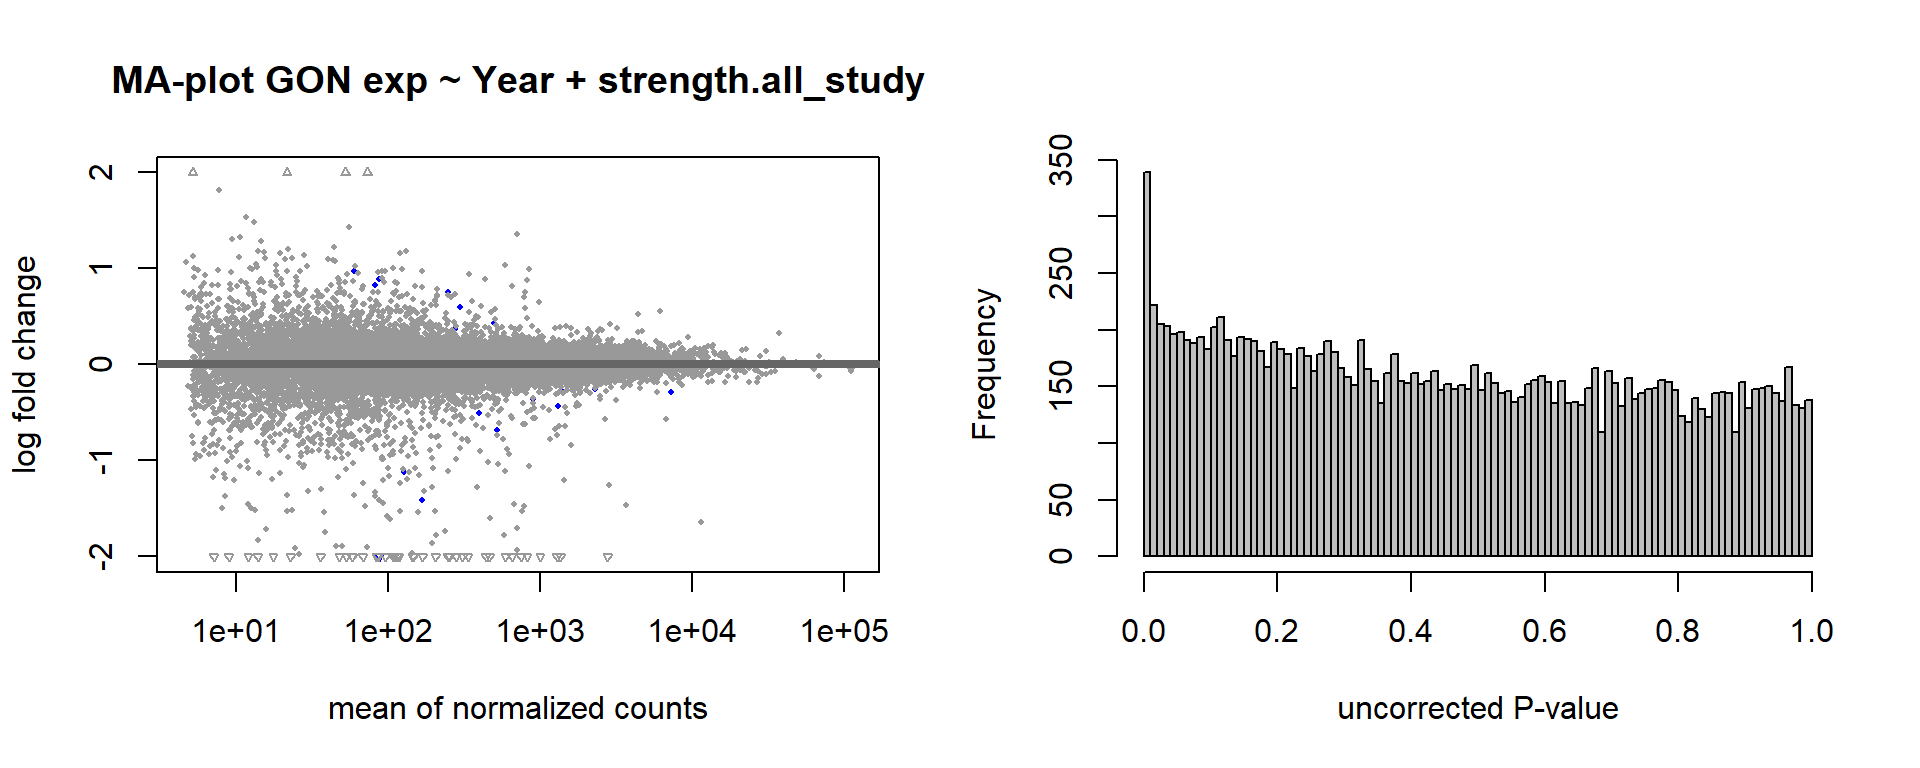 MA-plot GON exp ~ Year + strength.all_study
log fold change
2
1
0
-1
-2
1e+01 1e+02 1e+03 1e+04 1e+05
mean of normalized counts
Frequency
350
250
150
50
0
0.0 0.2 0.4 0.6 0.8 1.0
uncorrected P-value